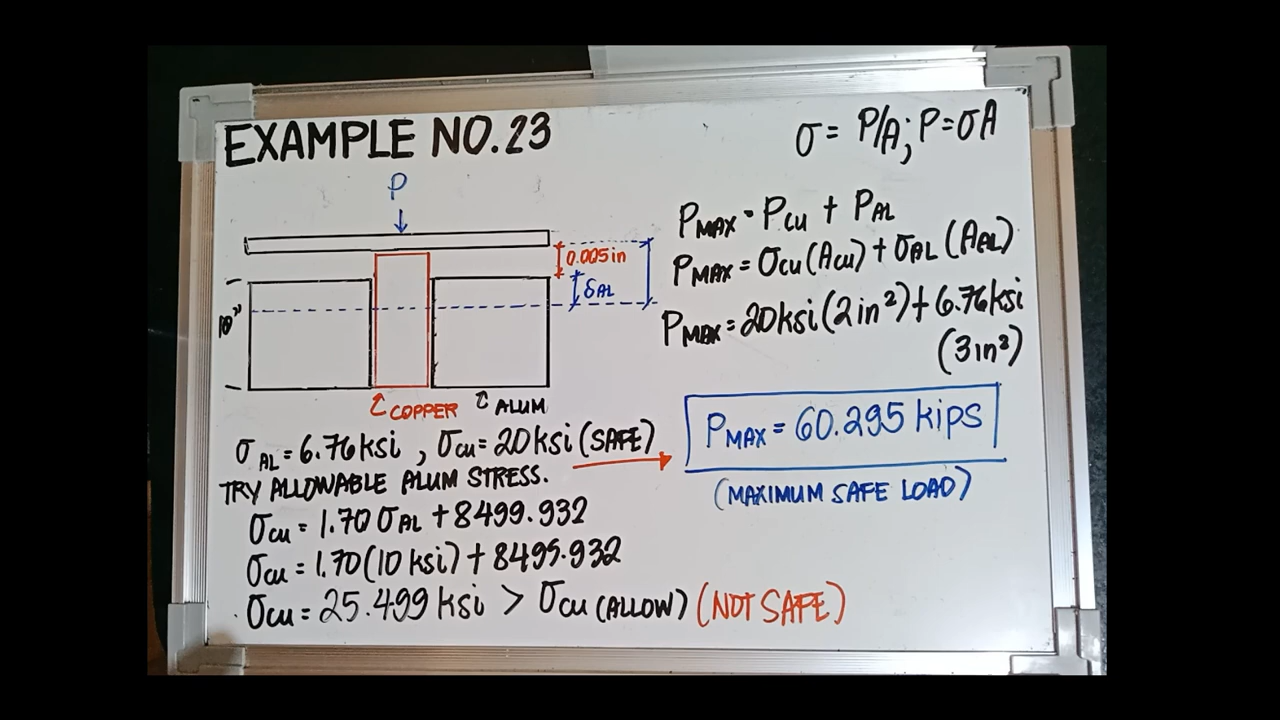 EXAMPLE NO.23
σ = P/A; P=σA
P
0.005in
δAL
10"
COPPER
ALUM
PMAX = PCU + PAL
PMAX = σCU(ACU) + σAL (AAL)
PMAX = 20ksi(2in²) + 6.76ksi
(3in²)
PMAX = 60.295 kips
(MAXIMUM SAFE LOAD)
σAL = 6.76ksi , σCU = 20ksi (SAFE)
TRY ALLOWABLE ALUM STRESS.
σCU = 1.70 σAL + 8499.932
σCU = 1.70(10 ksi) + 8499.932
σCU = 25.499 ksi > σCU (ALLOW) (NOT SAFE)